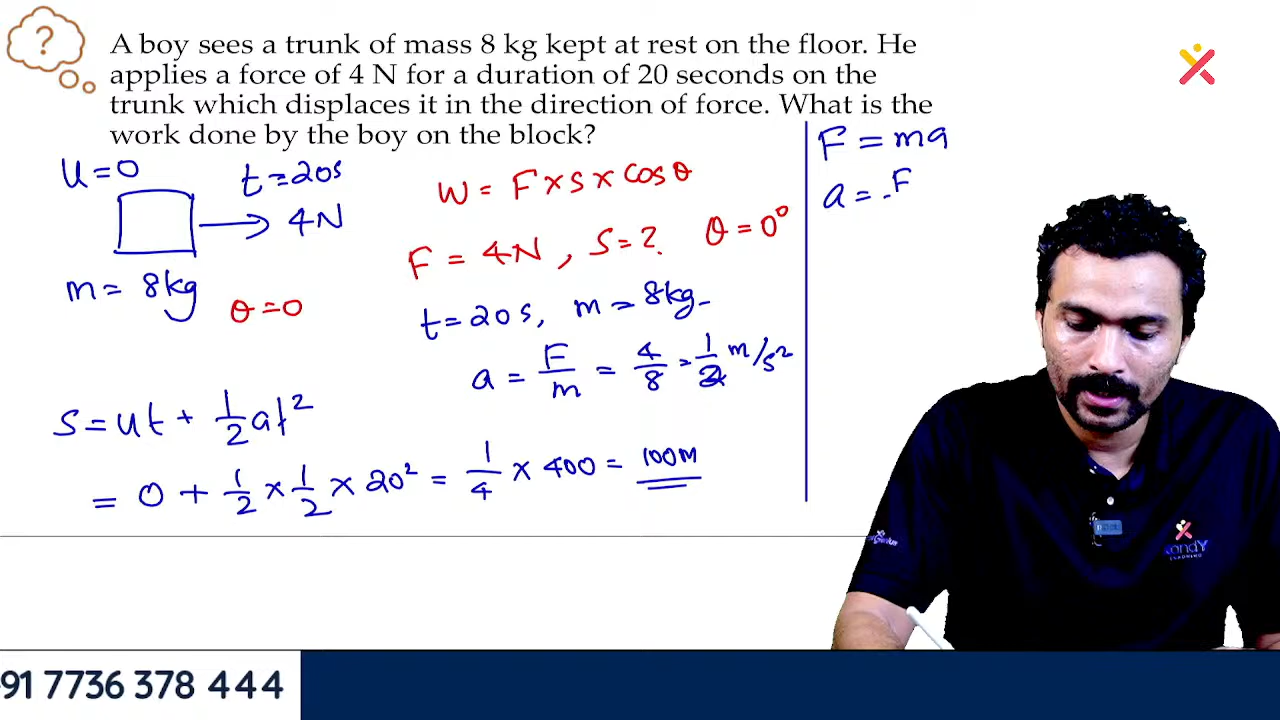 ?
A boy sees a trunk of mass 8 kg kept at rest on the floor. He
applies a force of 4 N for a duration of 20 seconds on the
trunk which displaces it in the direction of force. What is the
work done by the boy on the block?
u = 0
t = 20s
4N
m = 8kg
θ = 0
W = F × s × cos θ
F = 4N , s = ? θ = 0°
t = 20s, m = 8kg
a = F/m = 4/8 = 1/2 m/s²
s = ut + 1/2 at²
= 0 + 1/2 × 1/2 × 20² = 1/4 × 400 = 100m
F = ma
a = F
XandY
LEARNING
91 7736 378 444